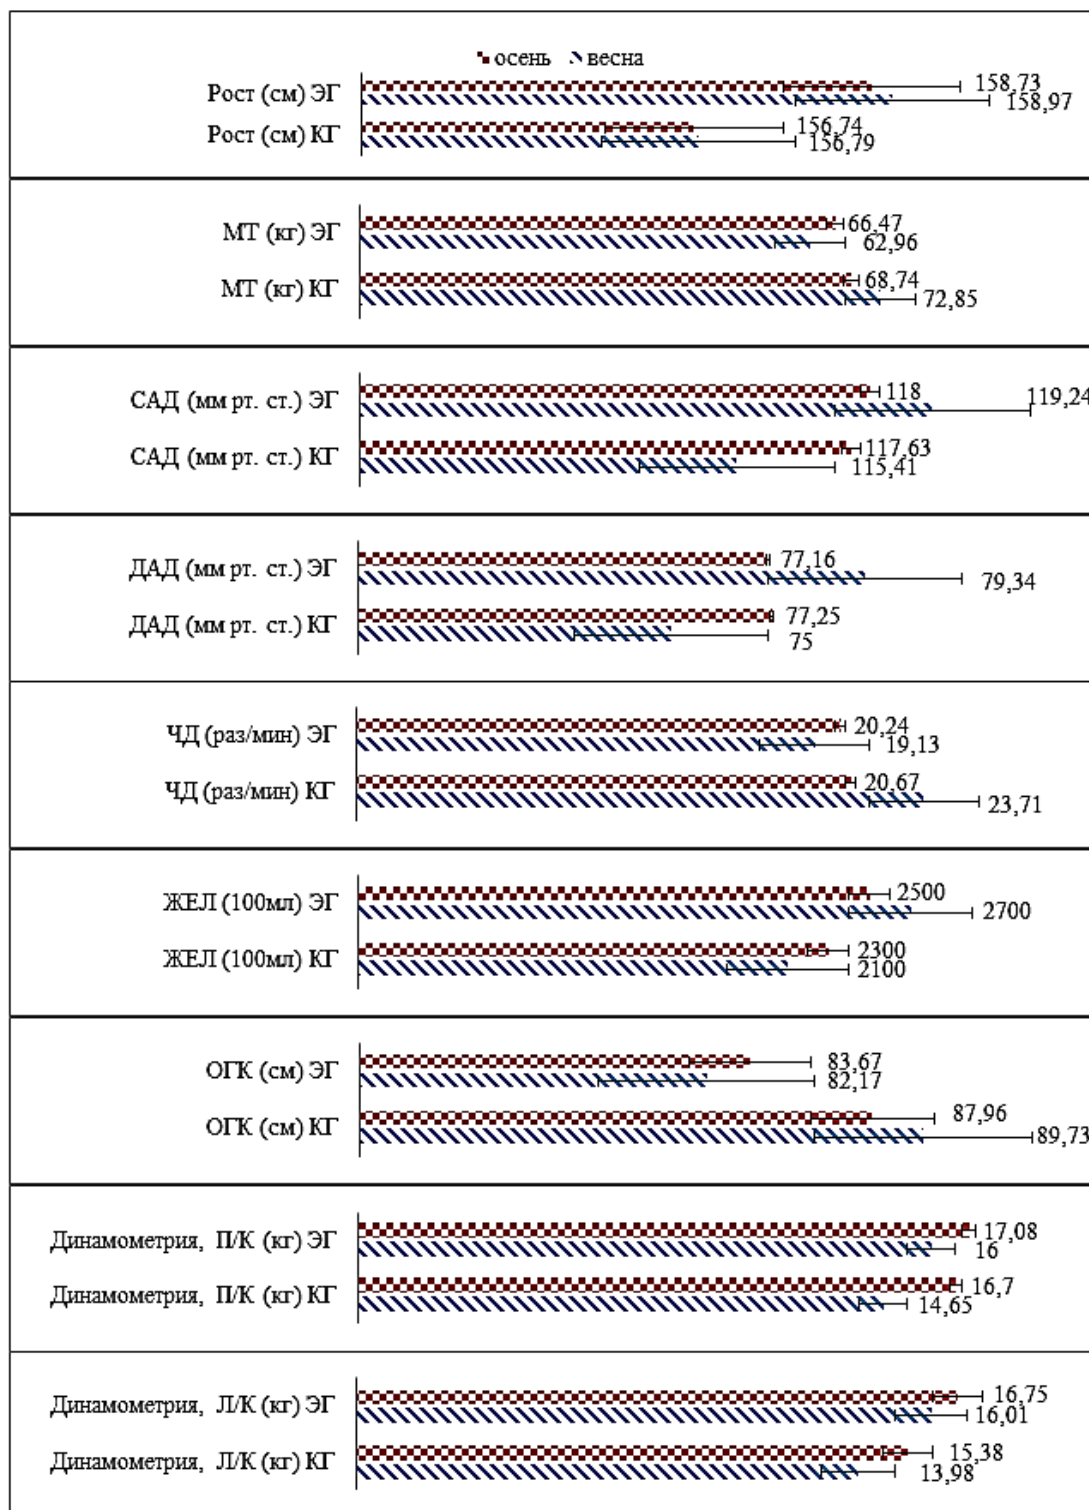 осень весна
Рост (см) ЭГ 158,73
158,97
Рост (см) КГ 156,74
156,79
МТ (кг) ЭГ 66,47
62,96
МТ (кг) КГ 68,74
72,85
САД (мм рт. ст.) ЭГ 118
119,24
САД (мм рт. ст.) КГ 117,63
115,41
ДАД (мм рт. ст.) ЭГ 77,16
79,34
ДАД (мм рт. ст.) КГ 77,25
75
ЧД (раз/мин) ЭГ 20,24
19,13
ЧД (раз/мин) КГ 20,67
23,71
ЖЕЛ (100мл) ЭГ 2500
2700
ЖЕЛ (100мл) КГ 2300
2100
ОГК (см) ЭГ 83,67
82,17
ОГК (см) КГ 87,96
89,73
Динамометрия, П/К (кг) ЭГ 17,08
16
Динамометрия, П/К (кг) КГ 16,7
14,65
Динамометрия, Л/К (кг) ЭГ 16,75
16,01
Динамометрия, Л/К (кг) КГ 15,38
13,98